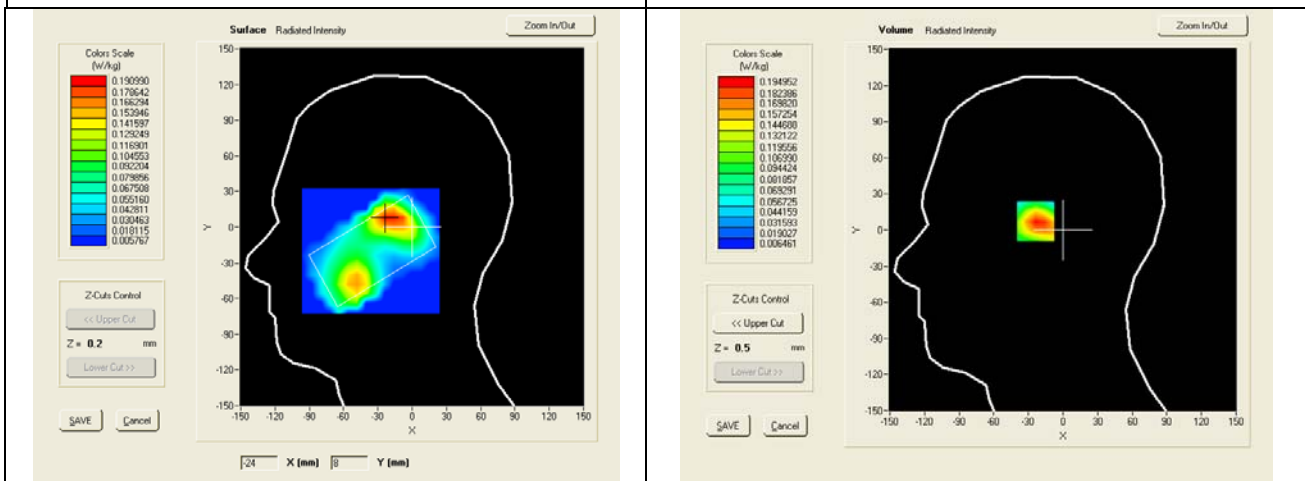 Surface Radiated Intensity
Zoom In/Out
Colors Scale
(W/kg)
0.190990
0.178642
0.166294
0.153946
0.141597
0.129249
0.116901
0.104553
0.092204
0.079856
0.067508
0.055160
0.042811
0.030463
0.018115
0.005767
150
120
90
60
30
0
-30
-60
-90
-120
-150
Y
-150 -120 -90 -60 -30 0 30 60 90 120 150
X
Z-Cuts Control
<< Upper Cut
Z = 0.2 mm
Lower Cut >>
SAVE Cancel
-24 X (mm) 8 Y (mm)
Volume Radiated Intensity
Zoom In/Out
Colors Scale
(W/kg)
0.194952
0.182386
0.169820
0.157254
0.144688
0.132122
0.119556
0.106990
0.094424
0.081857
0.069291
0.056725
0.044159
0.031593
0.019027
0.006461
150
120
90
60
30
0
-30
-60
-90
-120
-150
Y
-150 -120 -90 -60 -30 0 30 60 90 120 150
X
Z-Cuts Control
<< Upper Cut
Z = 0.5 mm
Lower Cut >>
SAVE Cancel